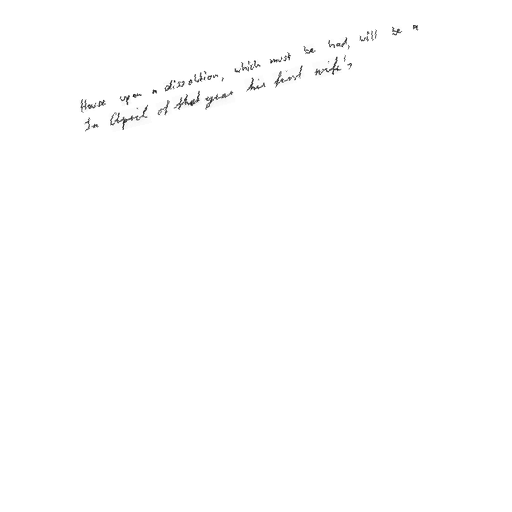 House upon a dissolution, which must be had, will be a
In April of that year his first wife's